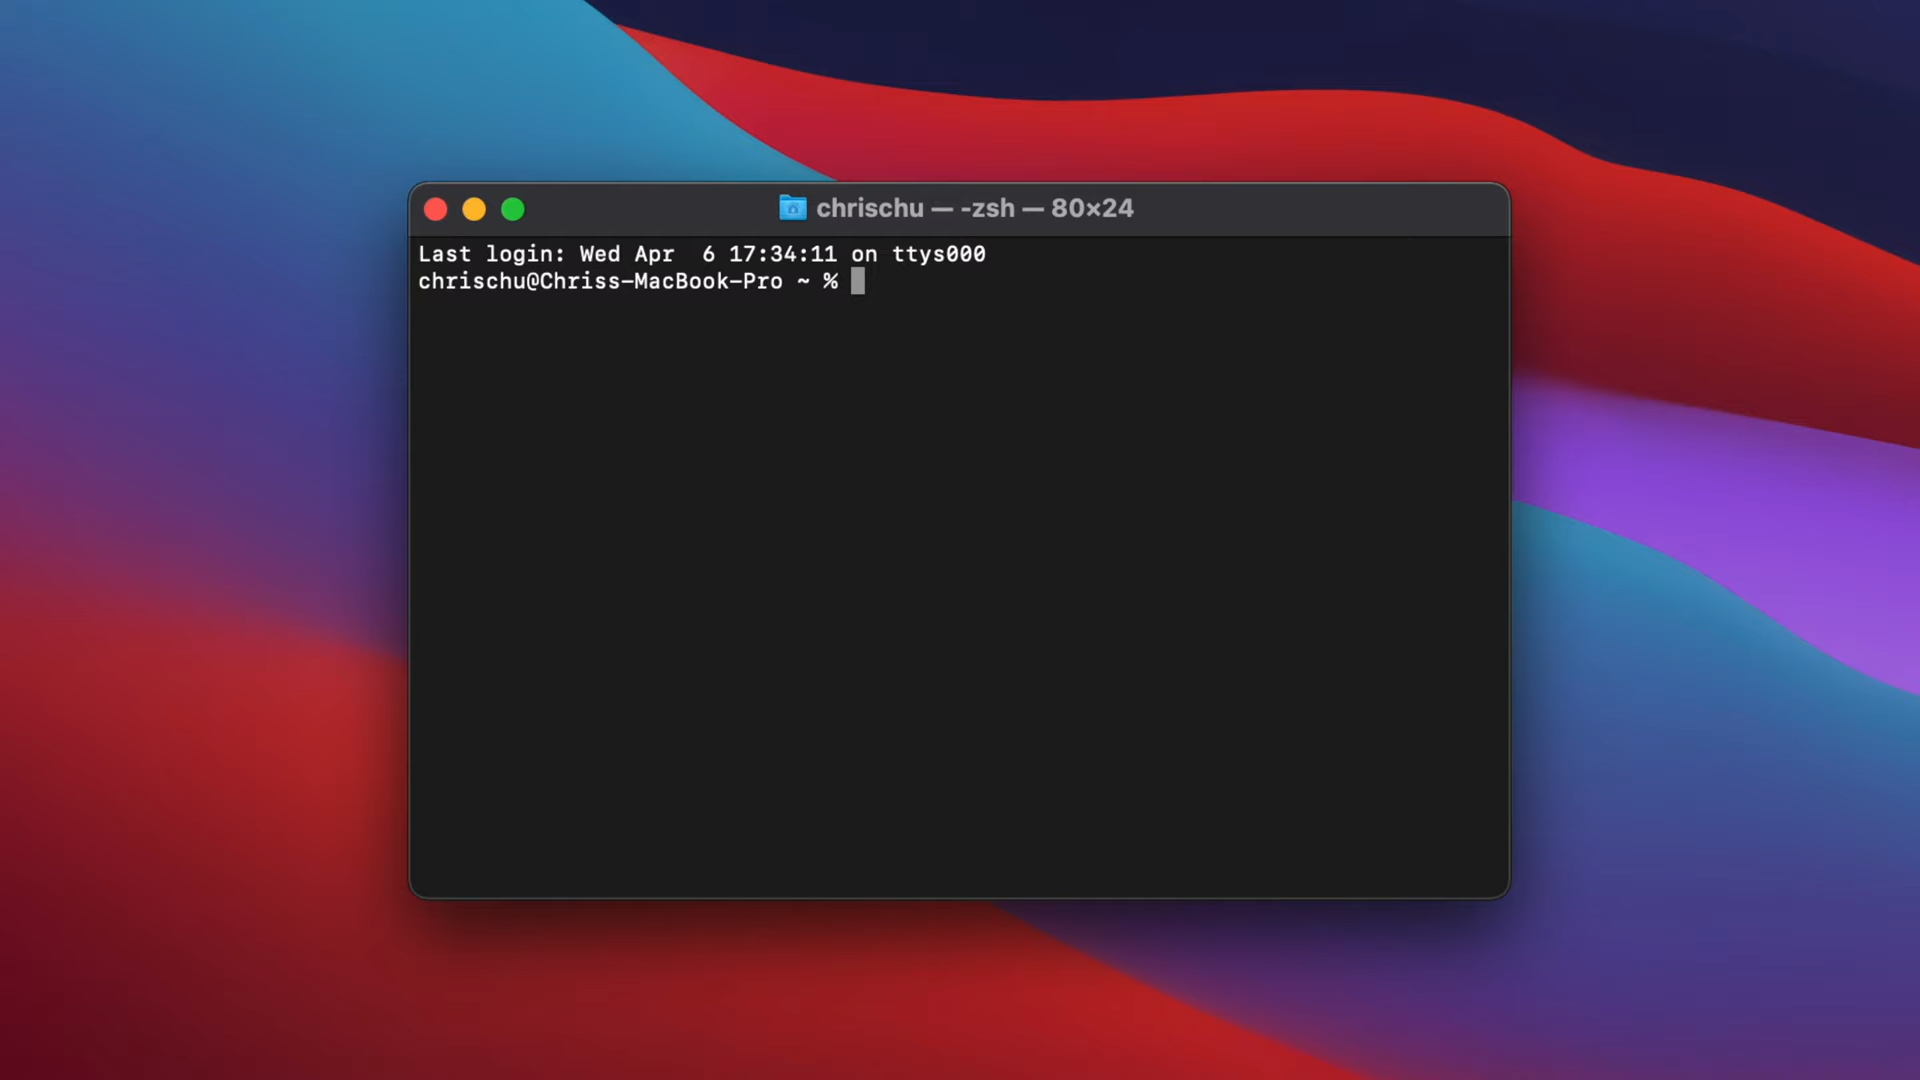 chrischu — -zsh — 80×24
Last login: Wed Apr  6 17:34:11 on ttys000
chrischu@Chriss-MacBook-Pro ~ %